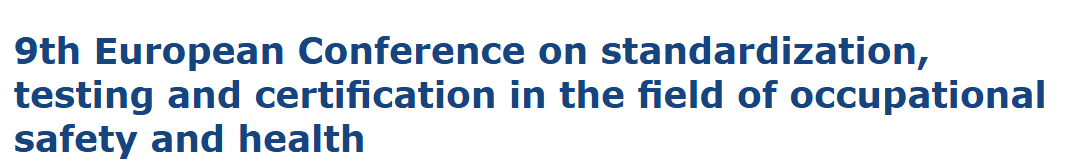 9th European Conference on standardization,
testing and certification in the field of occupational
safety and health